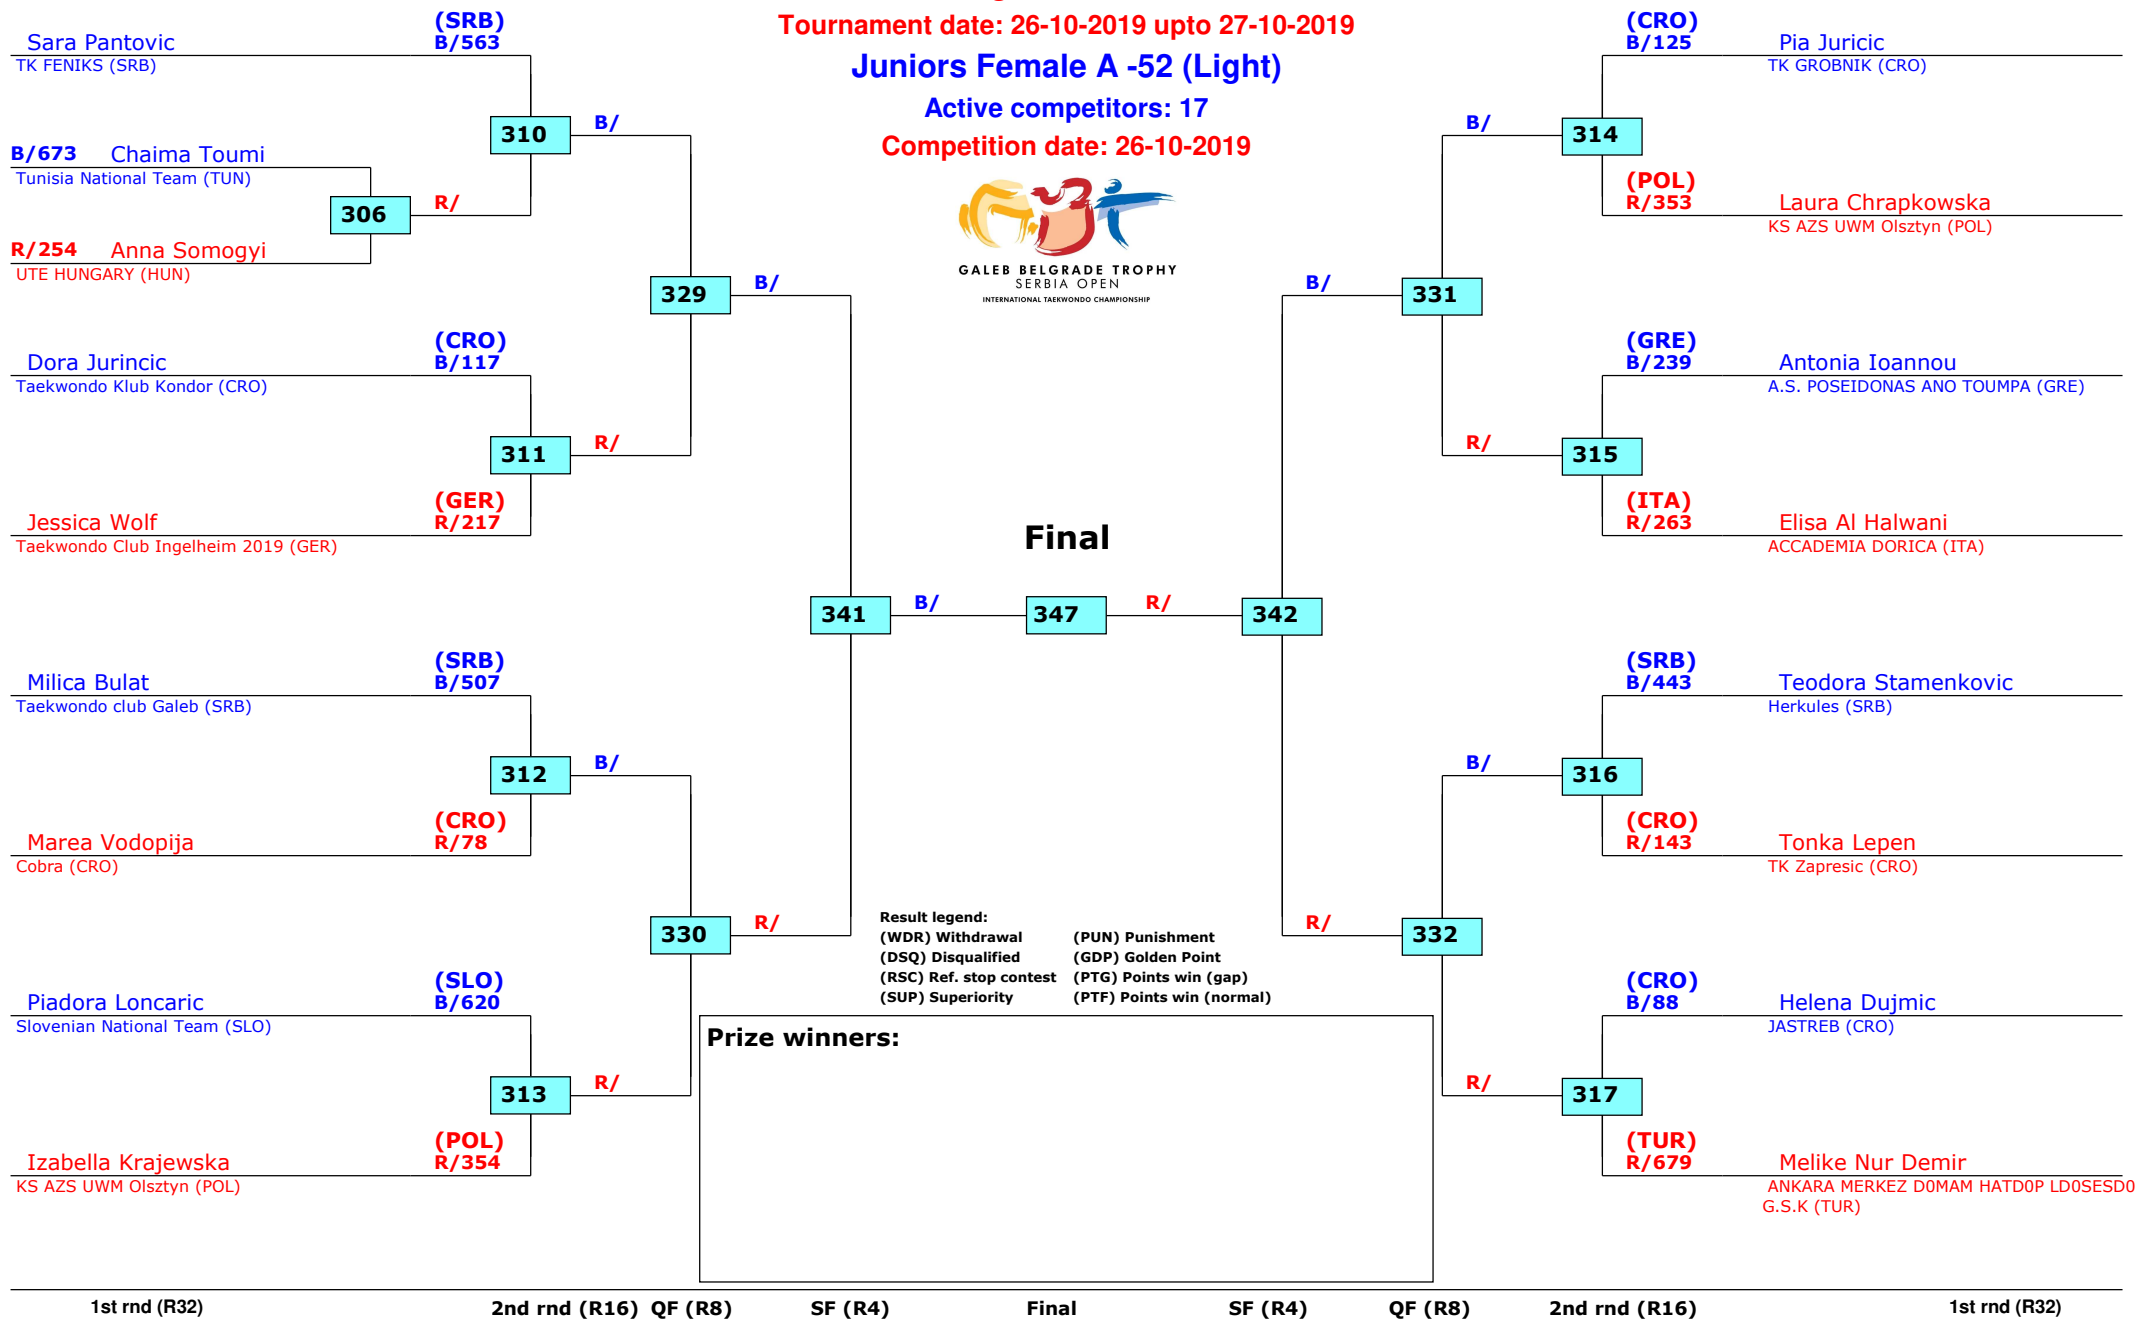 Tournament date: 26-10-2019 upto 27-10-2019
Juniors Female A -52 (Light)
Active competitors: 17
Competition date: 26-10-2019
GALEB BELGRADE TROPHY
SERBIA OPEN
INTERNATIONAL TAEKWONDO CHAMPIONSHIP
(SRB)
Sara Pantovic B/563
TK FENIKS (SRB)
310 B/
B/673 Chaima Toumi
Tunisia National Team (TUN)
306 R/
R/254 Anna Somogyi
UTE HUNGARY (HUN)
329 B/
(CRO)
Dora Jurincic B/117
Taekwondo Klub Kondor (CRO)
311 R/
(GER)
Jessica Wolf R/217
Taekwondo Club Ingelheim 2019 (GER)
341 B/
(SRB)
Milica Bulat B/507
Taekwondo club Galeb (SRB)
312 B/
(CRO)
Marea Vodopija R/78
Cobra (CRO)
330 R/
(SLO)
Piadora Loncaric B/620
Slovenian National Team (SLO)
313 R/
(POL)
Izabella Krajewska R/354
KS AZS UWM Olsztyn (POL)
Final
347
R/ 342
(CRO)
B/125 Pia Juricic
TK GROBNIK (CRO)
B/ 314
(POL)
R/353 Laura Chrapkowska
KS AZS UWM Olsztyn (POL)
B/ 331
(GRE)
B/239 Antonia Ioannou
A.S. POSEIDONAS ANO TOUMPA (GRE)
R/ 315
(ITA)
R/263 Elisa Al Halwani
ACCADEMIA DORICA (ITA)
(SRB)
B/443 Teodora Stamenkovic
Herkules (SRB)
B/ 316
(CRO)
R/143 Tonka Lepen
TK Zapresic (CRO)
R/ 332
(CRO)
B/88 Helena Dujmic
JASTREB (CRO)
R/ 317
(TUR)
R/679 Melike Nur Demir
ANKARA MERKEZ D0MAM HATD0P LD0SESD0
G.S.K (TUR)
Result legend:
(WDR) Withdrawal (PUN) Punishment
(DSQ) Disqualified (GDP) Golden Point
(RSC) Ref. stop contest (PTG) Points win (gap)
(SUP) Superiority (PTF) Points win (normal)
Prize winners:
1st rnd (R32) 2nd rnd (R16) QF (R8) SF (R4) Final SF (R4) QF (R8) 2nd rnd (R16) 1st rnd (R32)